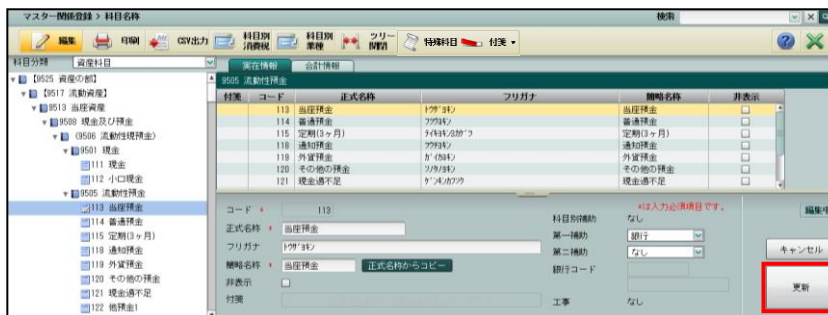 マスター関係登録 > 科目名称
検索
編集 印刷 CSV出力 科目別消費税 科目別業種 ツリー開閉 特殊科目 付箋
科目分類 資産科目
実在情報 合計情報
【9525 資産の部】
【9517 流動資産】
9513 当座資産
9508 現金及び預金
(9506 流動性現預金)
9501 現金
111 現金
112 小口現金
9505 流動性預金
113 当座預金
114 普通預金
115 定期(3ヶ月)
118 通知預金
119 外貨預金
120 その他の預金
121 現金過不足
122 他預金1
9505 流動性預金
付箋 コード 正式名称 フリガナ 簡略名称 非表示
113 当座預金 トウザヨキン 当座預金
114 普通預金 フツウヨキン 普通預金
115 定期(3ヶ月) テイキヨキン3カゲツ 定期(3ヶ月)
118 通知預金 ツウチヨキン 通知預金
119 外貨預金 ガイカヨキン 外貨預金
120 その他の預金 ソノタノヨキン その他の預金
121 現金過不足 ゲンキンカフソク 現金過不足
*は入力必須項目です。
編集中
コード * 113
正式名称 * 当座預金
フリガナ トウザヨキン
簡略名称 * 当座預金 正式名称からコピー
非表示
付箋
科目別補助 なし
第一補助 銀行
第二補助 なし
銀行コード
工事 なし
キャンセル
更新